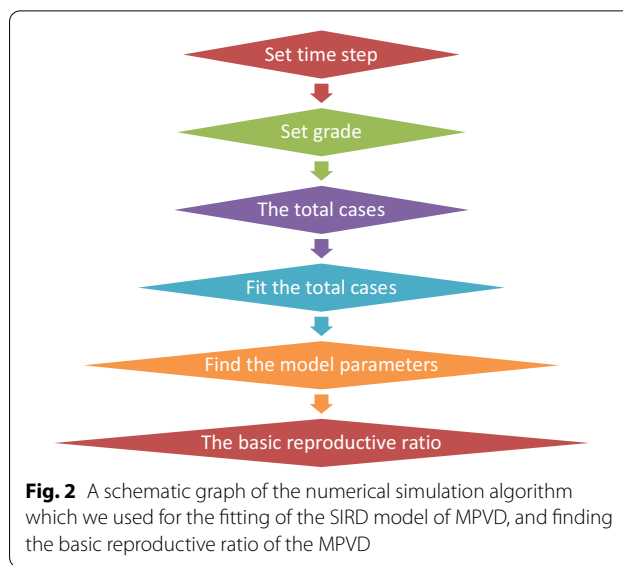 Set time step
Set grade
The total cases
Fit the total cases
Find the model parameters
The basic reproductive ratio
Fig. 2 A schematic graph of the numerical simulation algorithm
which we used for the fitting of the SIRD model of MPVD, and finding
the basic reproductive ratio of the MPVD